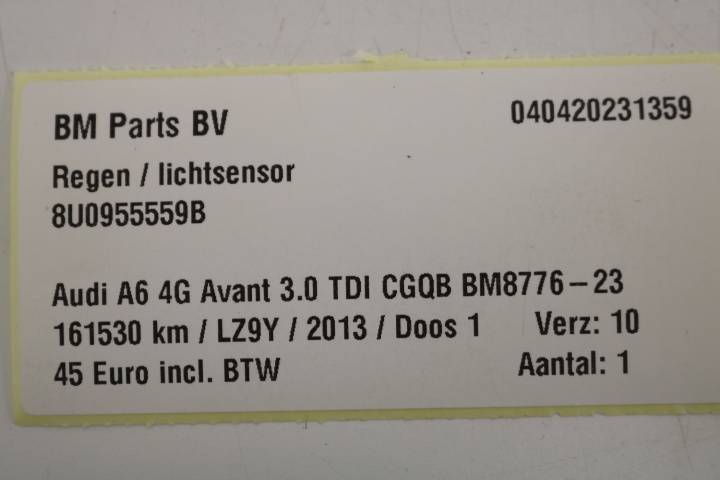 BM Parts BV 040420231359
Regen / lichtsensor
8U0955559B
Audi A6 4G Avant 3.0 TDI CGQB BM8776-23
161530 km / LZ9Y / 2013 / Doos 1 Verz: 10
45 Euro incl. BTW Aantal: 1